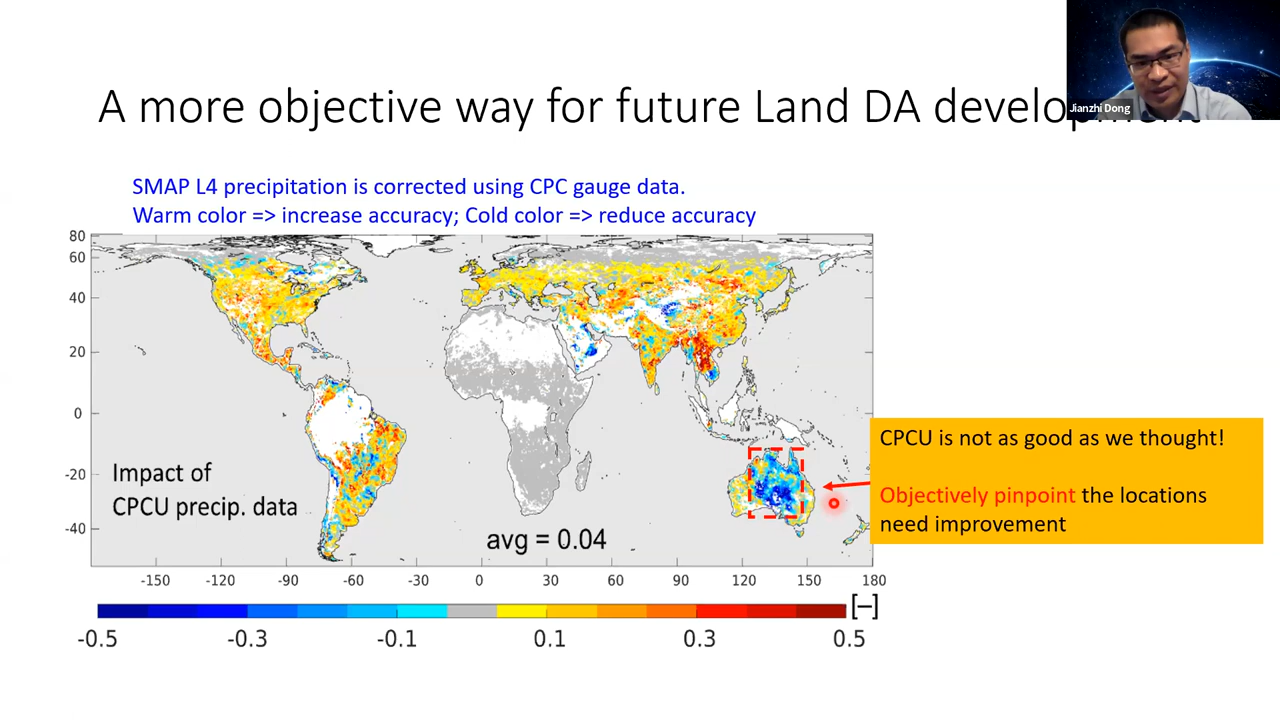 Jianzhi Dong
A more objective way for future Land DA development
SMAP L4 precipitation is corrected using CPC gauge data.
Warm color => increase accuracy; Cold color => reduce accuracy
80
60
40
20
0
-20
-40
Impact of
CPCU precip. data
avg = 0.04
CPCU is not as good as we thought!
Objectively pinpoint the locations
need improvement
-150 -120 -90 -60 -30 0 30 60 90 120 150 180
[−]
-0.5 -0.3 -0.1 0.1 0.3 0.5